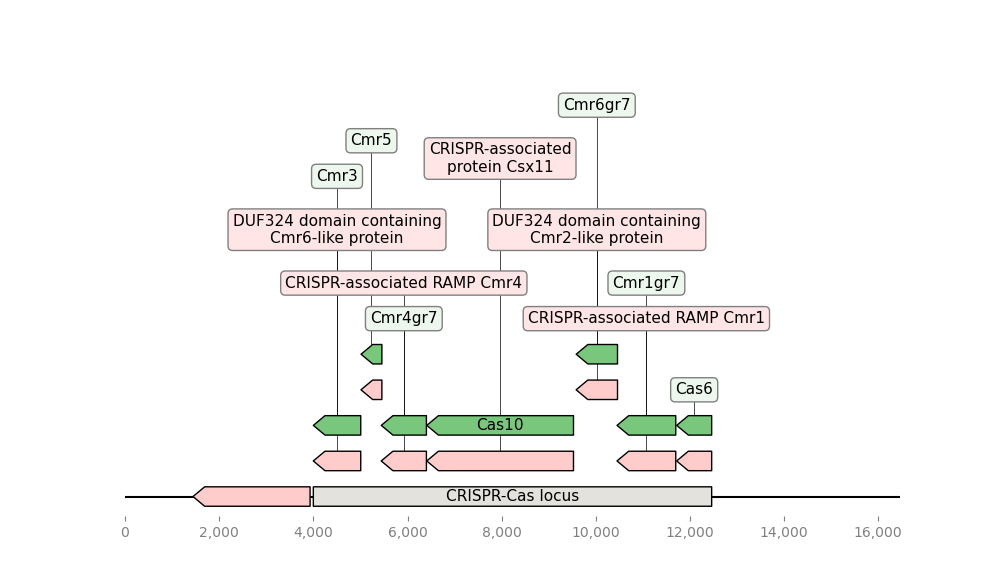 Cmr6gr7
Cmr5
CRISPR-associated
protein Csx11
Cmr3
DUF324 domain containing
Cmr6-like protein
DUF324 domain containing
Cmr2-like protein
CRISPR-associated RAMP Cmr4
Cmr1gr7
Cmr4gr7
CRISPR-associated RAMP Cmr1
Cas6
Cas10
CRISPR-Cas locus
0
2,000
4,000
6,000
8,000
10,000
12,000
14,000
16,000